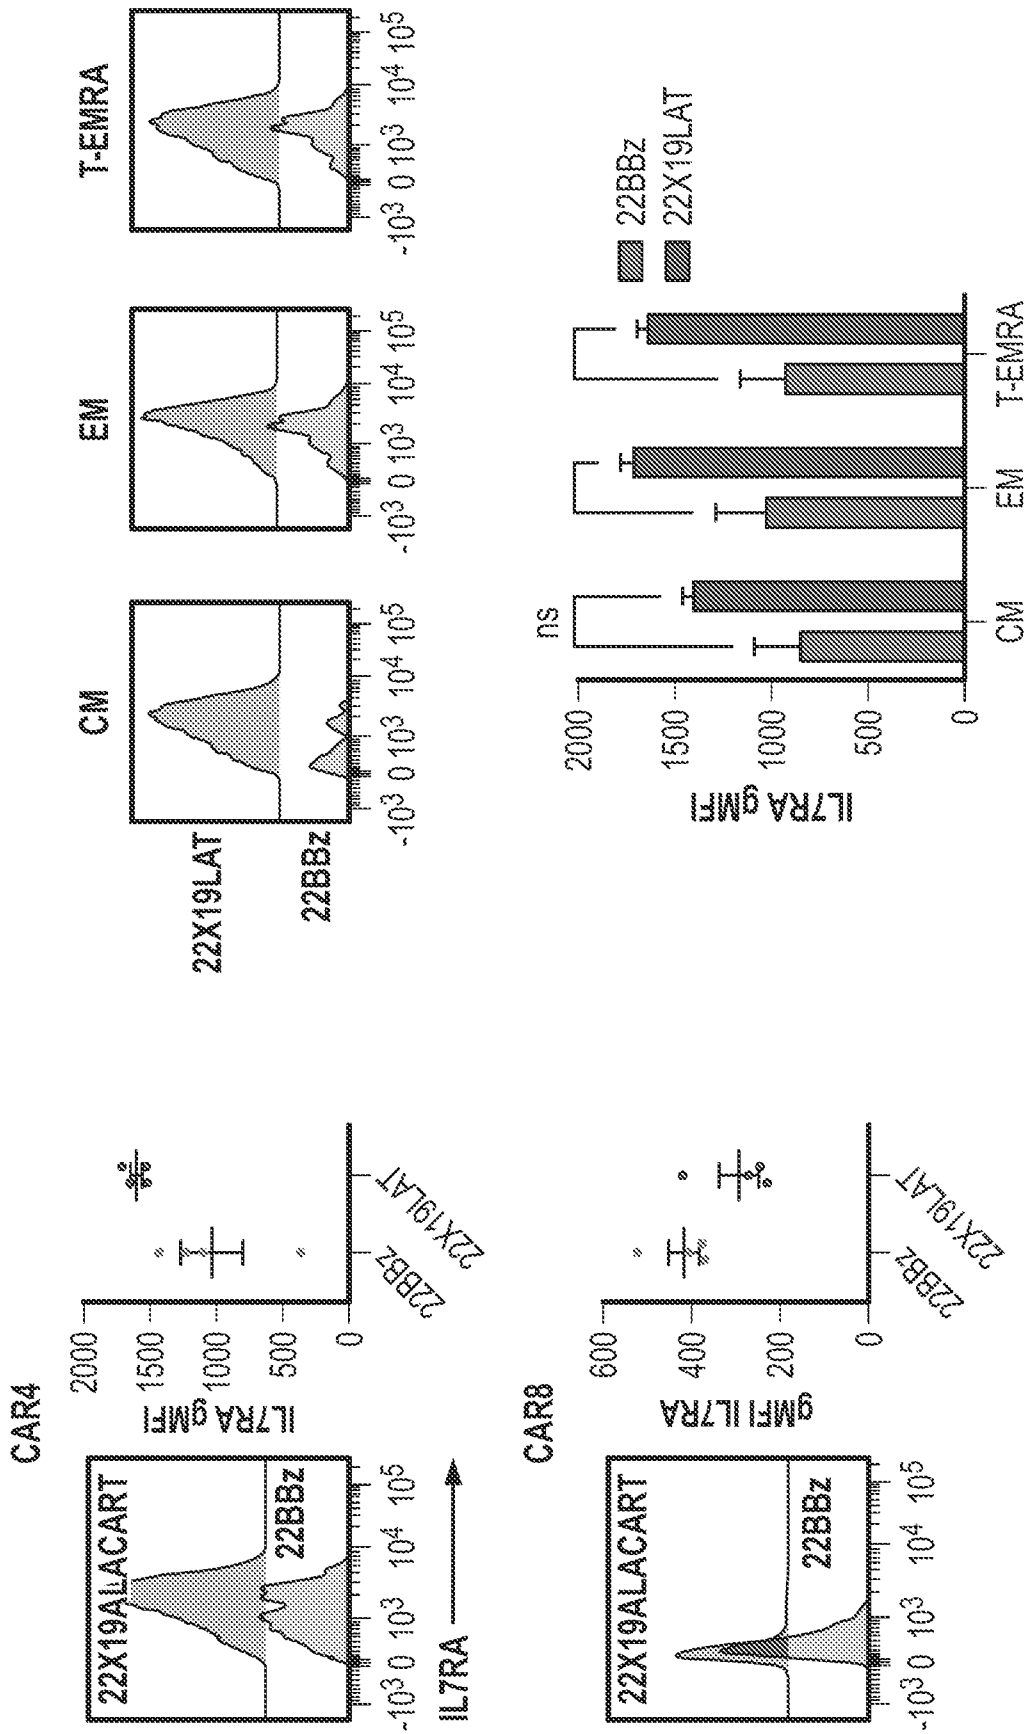 CAR4
22X19ALACART
22BBz
-10³ 0 10³ 10⁴ 10⁵
IL7RA
IL7RA gMFI
2000
1500
1000
500
0
22BBz
22X19LAT
CM
EM
T-EMRA
22X19LAT
22BBz
-10³ 0 10³ 10⁴ 10⁵
-10³ 0 10³ 10⁴ 10⁵
-10³ 0 10³ 10⁴ 10⁵
CAR8
22X19ALACART
22BBz
-10³ 0 10³ 10⁴ 10⁵
gMFI IL7RA
600
400
200
0
22BBz
22X19LAT
IL7RA gMFI
2000
1500
1000
500
0
ns
CM
EM
T-EMRA
22BBz
22X19LAT